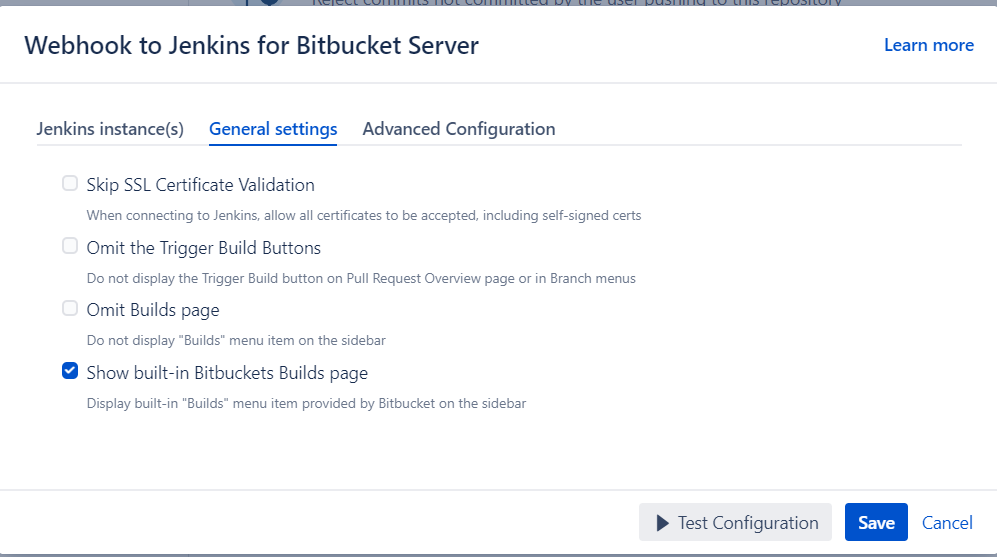 Reject commits not committed by the user pushing to this repository
Webhook to Jenkins for Bitbucket Server
Learn more
Jenkins instance(s) General settings Advanced Configuration
Skip SSL Certificate Validation
When connecting to Jenkins, allow all certificates to be accepted, including self-signed certs
Omit the Trigger Build Buttons
Do not display the Trigger Build button on Pull Request Overview page or in Branch menus
Omit Builds page
Do not display "Builds" menu item on the sidebar
Show built-in Bitbuckets Builds page
Display built-in "Builds" menu item provided by Bitbucket on the sidebar
Test Configuration Save Cancel